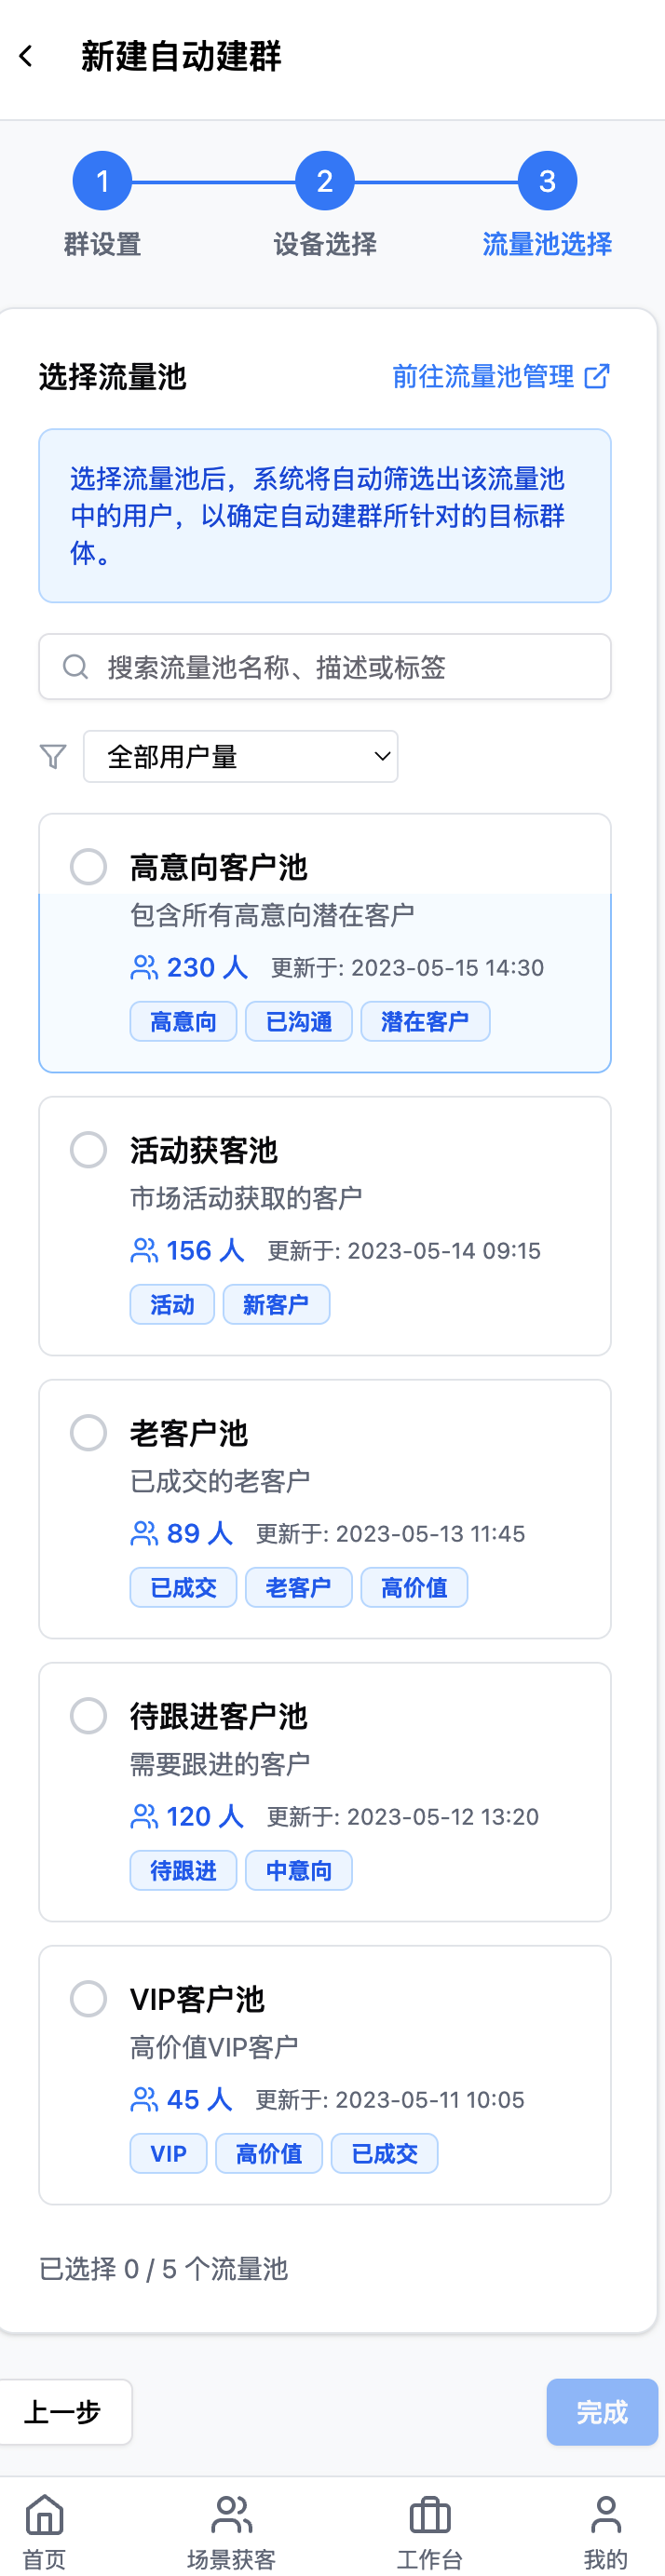 新建自动建群
1
2
3
群设置
设备选择
流量池选择
选择流量池
前往流量池管理
选择流量池后，系统将自动筛选出该流量池
中的用户，以确定自动建群所针对的目标群
体。
搜索流量池名称、描述或标签
全部用户量
高意向客户池
包含所有高意向潜在客户
230 人 更新于: 2023-05-15 14:30
高意向 已沟通 潜在客户
活动获客池
市场活动获取的客户
156 人 更新于: 2023-05-14 09:15
活动 新客户
老客户池
已成交的老客户
89 人 更新于: 2023-05-13 11:45
已成交 老客户 高价值
待跟进客户池
需要跟进的客户
120 人 更新于: 2023-05-12 13:20
待跟进 中意向
VIP客户池
高价值VIP客户
45 人 更新于: 2023-05-11 10:05
VIP 高价值 已成交
已选择 0 / 5 个流量池
上一步
完成
首页
场景获客
工作台
我的